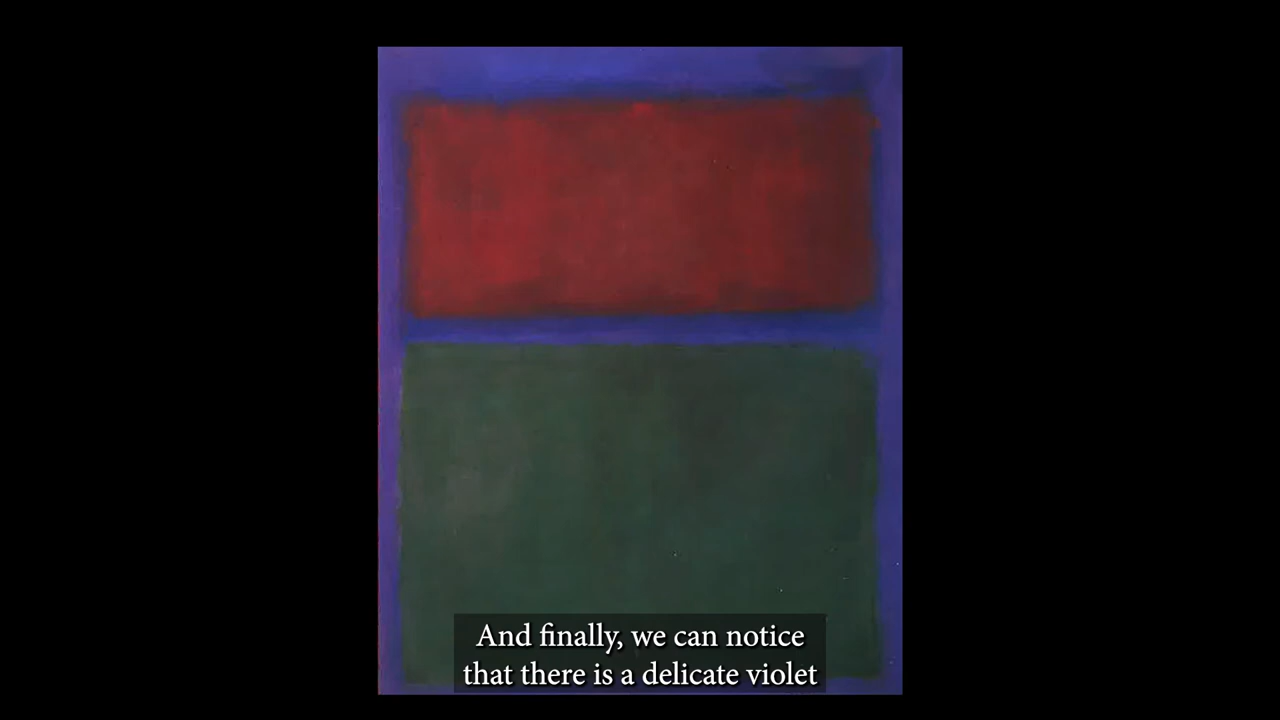 And finally, we can notice
that there is a delicate violet